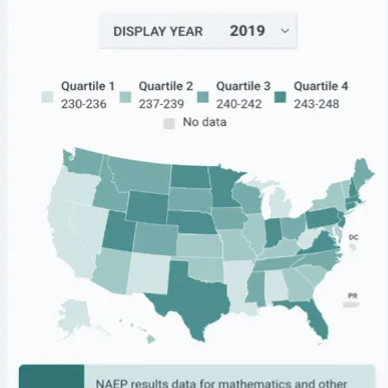 DISPLAY YEAR 2019
Quartile 1 Quartile 2 Quartile 3 Quartile 4
230-236 237-239 240-242 243-248
No data
DC
PR
NAEP results data for mathematics and other